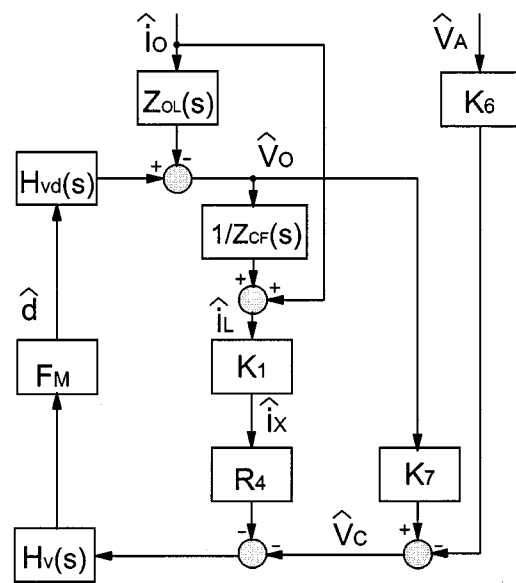 î_O
V̂_A
Z_OL(s)
K_6
+
-
V̂_O
H_vd(s)
1/Z_CF(s)
+
+
d̂
î_L
K_1
F_M
î_X
R_4
K_7
-
-
V̂_C
+
-
H_v(s)